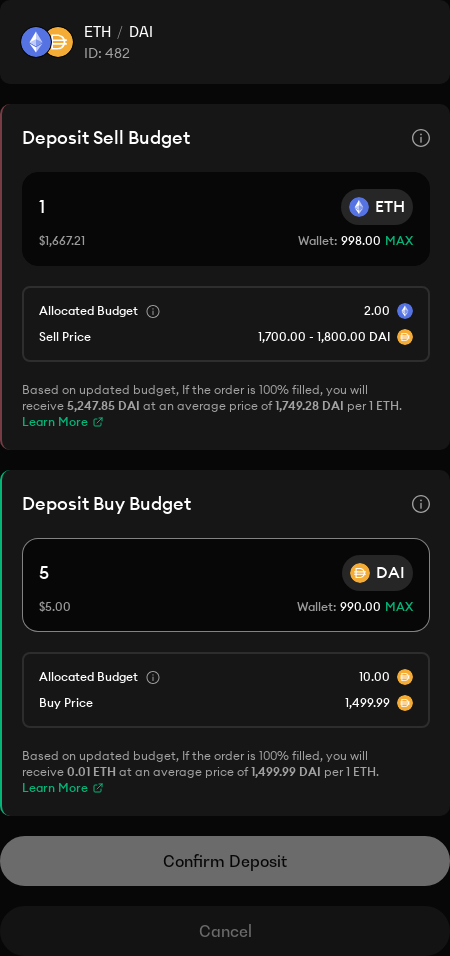 ETH / DAI
ID: 482
Deposit Sell Budget
1
ETH
$1,667.21
Wallet: 998.00 MAX
Allocated Budget
2.00
Sell Price
1,700.00 - 1,800.00 DAI
Based on updated budget, If the order is 100% filled, you will
receive 5,247.85 DAI at an average price of 1,749.28 DAI per 1 ETH.
Learn More
Deposit Buy Budget
5
DAI
$5.00
Wallet: 990.00 MAX
Allocated Budget
10.00
Buy Price
1,499.99
Based on updated budget, If the order is 100% filled, you will
receive 0.01 ETH at an average price of 1,499.99 DAI per 1 ETH.
Learn More
Confirm Deposit
Cancel